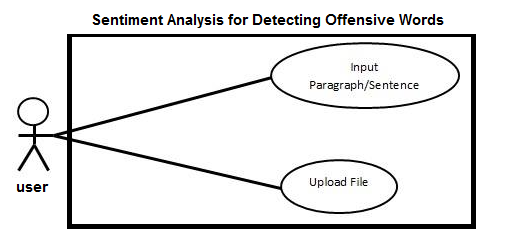 Sentiment Analysis for Detecting Offensive Words
Input
Paragraph/Sentence
Upload File
user